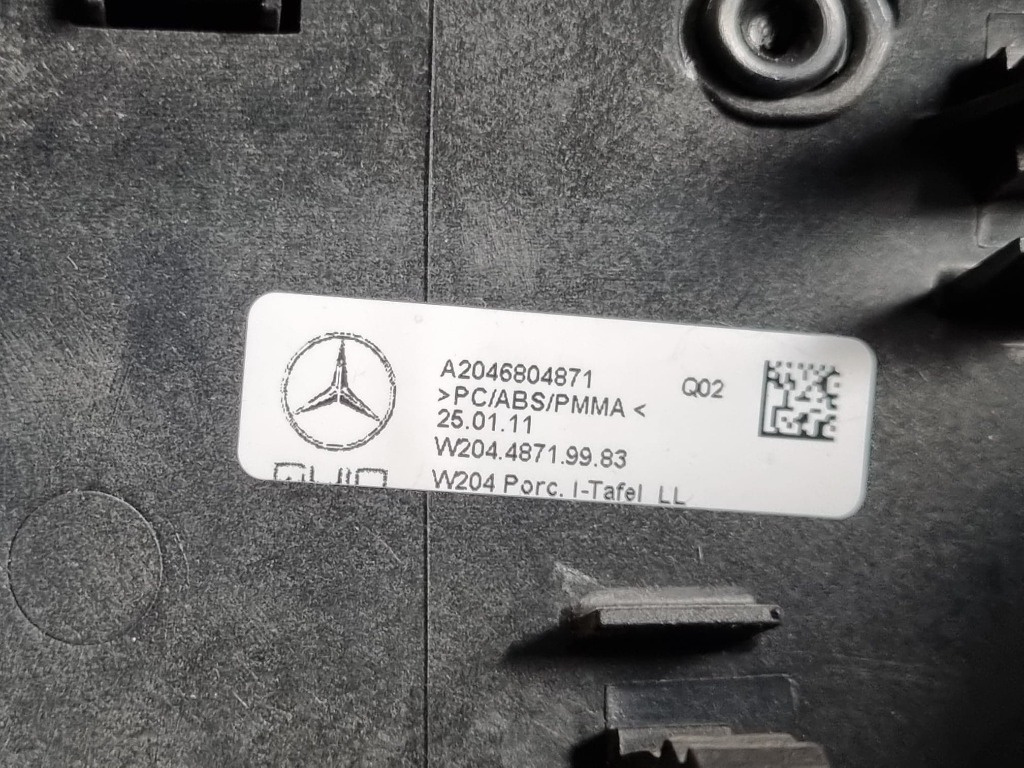 A2046804871
>PC/ABS/PMMA<
Q02
25.01.11
W204.4871.99.83
W204 Porc. I-Tafel LL